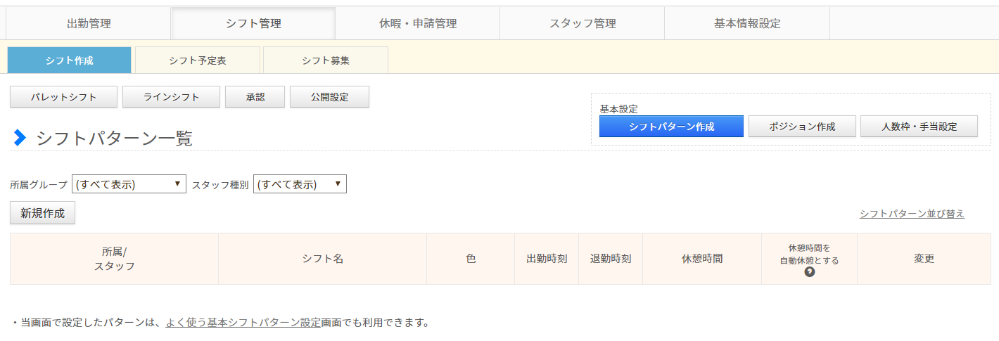 出勤管理 シフト管理 休暇・申請管理 スタッフ管理 基本情報設定
シフト作成 シフト予定表 シフト募集
パレットシフト ラインシフト 承認 公開設定
基本設定
シフトパターン作成 ポジション作成 人数枠・手当設定
シフトパターン一覧
所属グループ (すべて表示) ▼ スタッフ種別 (すべて表示) ▼
新規作成
シフトパターン並び替え
所属/
スタッフ
シフト名
色
出勤時刻
退勤時刻
休憩時間
休憩時間を
自動休憩とする
?
変更
・当画面で設定したパターンは、よく使う基本シフトパターン設定画面でも利用できます。